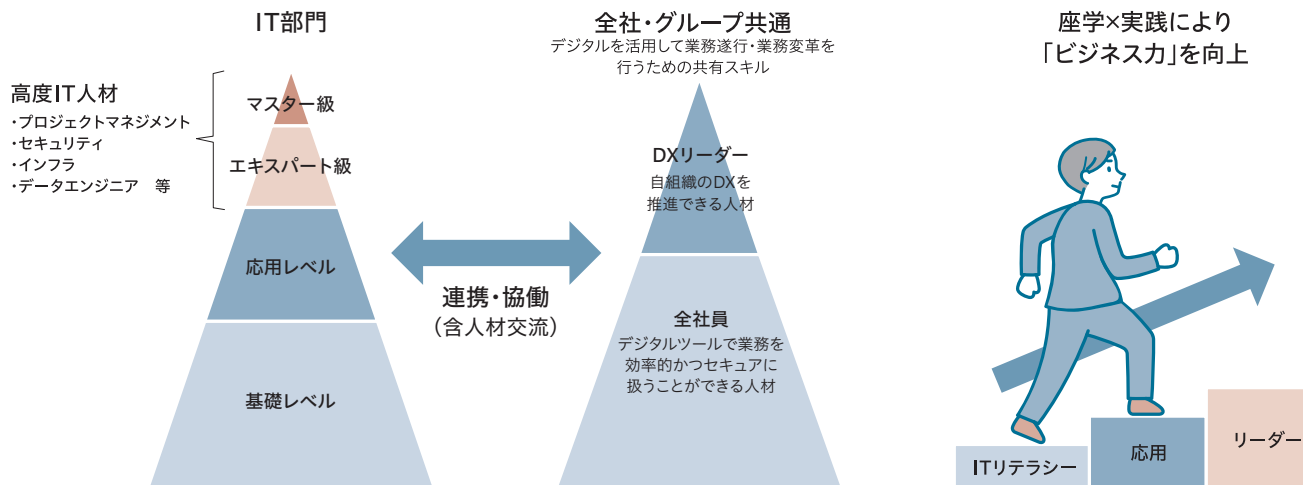 IT部門
高度IT人材
・プロジェクトマネジメント
・セキュリティ
・インフラ
・データエンジニア 等
マスター級
エキスパート級
応用レベル
基礎レベル
連携・協働
（含人材交流）
全社・グループ共通
デジタルを活用して業務遂行・業務変革を
行うための共有スキル
DXリーダー
自組織のDXを
推進できる人材
全社員
デジタルツールで業務を
効率的かつセキュアに
扱うことができる人材
座学×実践により
「ビジネス力」を向上
ITリテラシー
応用
リーダー